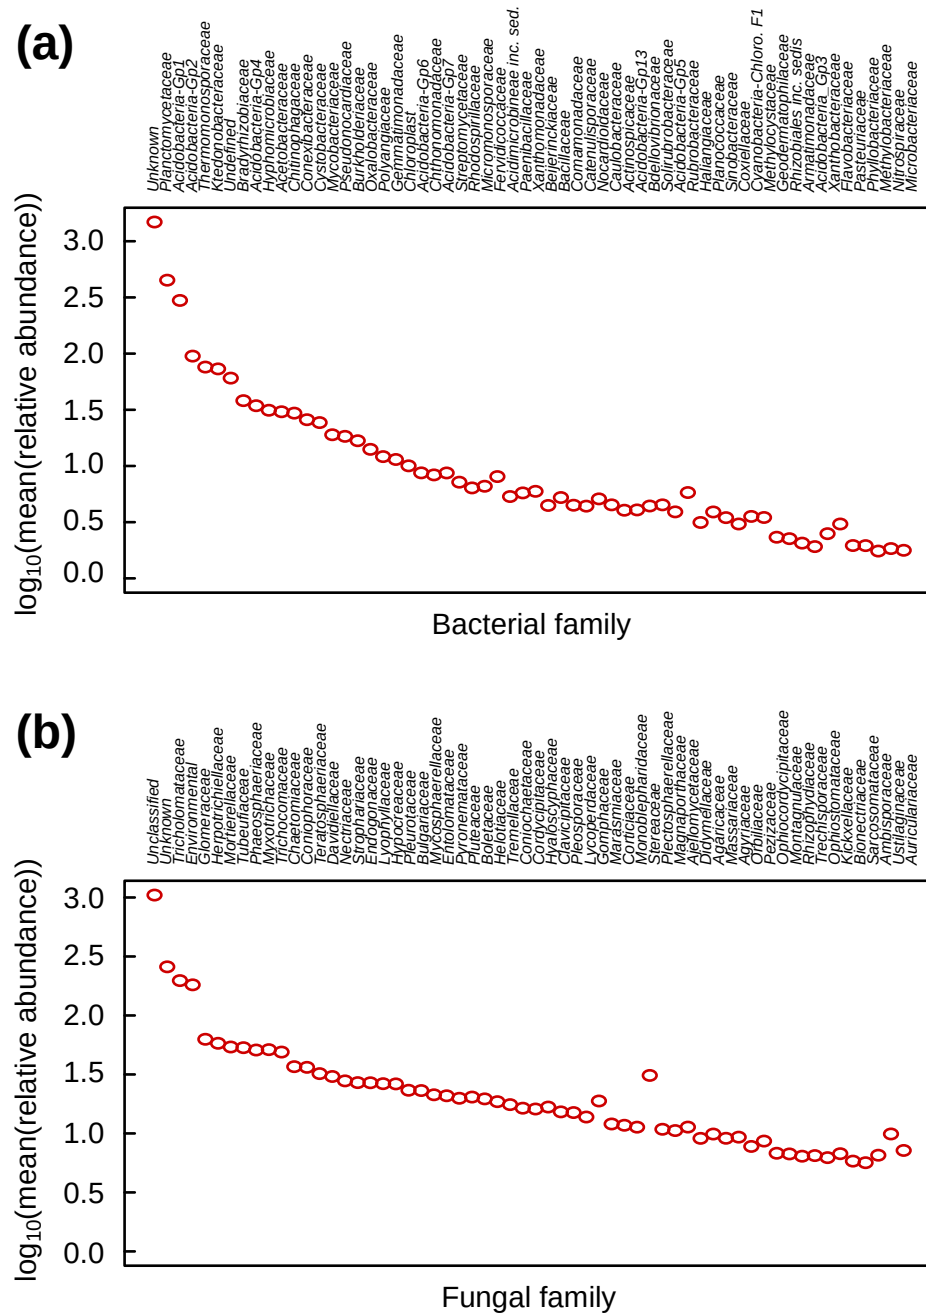 (a)
Unknown
Planctomycetaceae
Acidobacteria-Gp1
Acidobacteria-Gp2
Thermomonosporaceae
Ktedonobacteraceae
Undefined
Bradyrhizobiaceae
Acidobacteria-Gp4
Hyphomicrobiaceae
Acetobacteraceae
Chitinophagaceae
Conexibacteraceae
Cystobacteraceae
Mycobacteriaceae
Pseudonocardiaceae
Burkholderiaceae
Oxalobacteraceae
Polyangiaceae
Gemmatimonadaceae
Chloroplast
Acidobacteria-Gp6
Chitromonadaceae
Acidobacteria-Gp7
Streptomycetaceae
Rhodospirillaceae
Micromonosporaceae
Fervidicoccaceae
Acidimicrobineae inc. sed.
Paenibacillaceae
Xanthomonadaceae
Beijerinckiaceae
Bacillaceae
Comamonadaceae
Catenulisporaceae
Nocardioidaceae
Caulobacteraceae
Actinospicaceae
Acidobacteria-Gp13
Bdellovibrionaceae
Solirubrobacteraceae
Acidobacteria-Gp5
Rubrobacteraceae
Haliangiaceae
Planococcaceae
Sinobacteraceae
Coxiellaceae
Cyanobacteria-Chloro. F1
Methylocystaceae
Geodermatophilaceae
Rhizobiales inc. sedis
Armatimonadaceae
Acidobacteria_Gp3
Xanthobacteraceae
Flavobacteriaceae
Pasteuriaceae
Phyllobacteriaceae
Methylobacteriaceae
Nitrospiraceae
Microbacteriaceae
log₁₀(mean(relative abundance))
3.0
2.5
2.0
1.5
1.0
0.5
0.0
Bacterial family
(b)
Unclassified
Unknown
Tricholomataceae
Environmental
Glomeraceae
Herpotrichiellaceae
Mortierellaceae
Tubeufiaceae
Phaeosphaeriaceae
Myxotrichaceae
Trichocomaceae
Ceratostomataceae
Coniophoraceae
Teratosphaeriaceae
Davidiellaceae
Nectriaceae
Strophariaceae
Endogonaceae
Lyophyllaceae
Hypocreaceae
Pleurotaceae
Bulgariaceae
Mycosphaerellaceae
Entolomataceae
Pyronemataceae
Pluteaceae
Boletaceae
Helotiaceae
Tremellaceae
Coniochaetaceae
Cordycipitaceae
Hyaloscyphaceae
Clavicipitaceae
Pleosporaceae
Lycoperdaceae
Gomphaceae
Marasmiaceae
Corticiaceae
Monoblepharidaceae
Stereaceae
Plectosphaerellaceae
Magnaporthaceae
Ajellomycetaceae
Didymellaceae
Agaricaceae
Massariaceae
Agyriaceae
Orbiliaceae
Pezizaceae
Ophiocordycipitaceae
Montagnulaceae
Rhizophydiaceae
Trechisporaceae
Ophiostomataceae
Kickxellaceae
Bionectriaceae
Sarcosomataceae
Ambisporaceae
Ustilaginaceae
Auriculariaceae
log₁₀(mean(relative abundance))
3.0
2.5
2.0
1.5
1.0
0.5
0.0
Fungal family